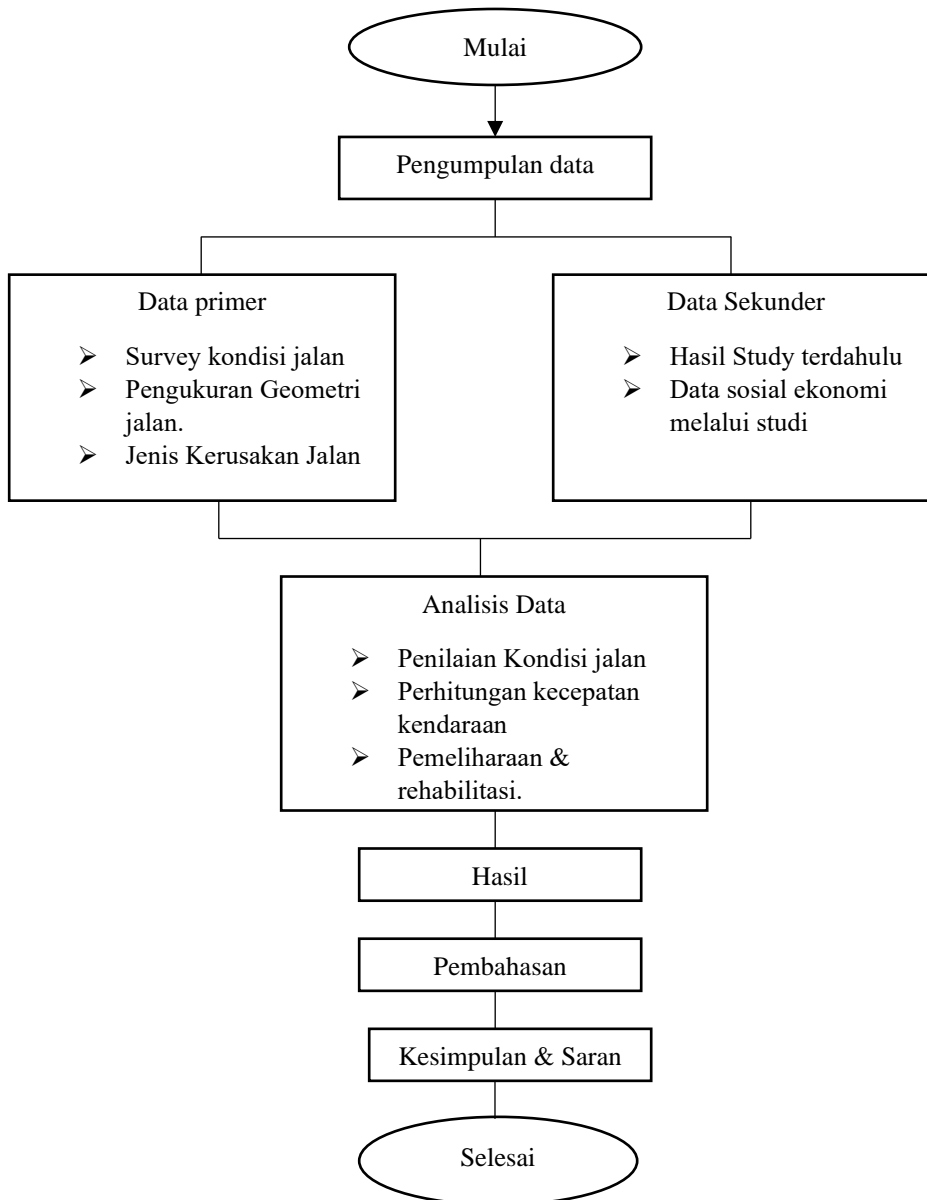 Mulai
Pengumpulan data
Data primer
➢ Survey kondisi jalan
➢ Pengukuran Geometri
jalan.
➢ Jenis Kerusakan Jalan
Data Sekunder
➢ Hasil Study terdahulu
➢ Data sosial ekonomi
melalui studi
Analisis Data
➢ Penilaian Kondisi jalan
➢ Perhitungan kecepatan
kendaraan
➢ Pemeliharaan &
rehabilitasi.
Hasil
Pembahasan
Kesimpulan & Saran
Selesai